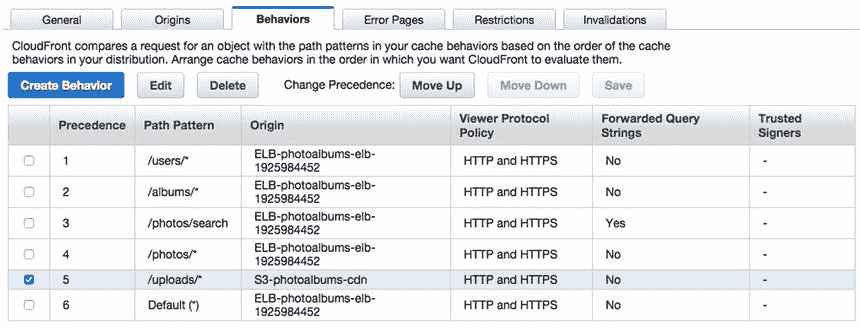 General Origins Behaviors Error Pages Restrictions Invalidations
CloudFront compares a request for an object with the path patterns in your cache behaviors based on the order of the cache
behaviors in your distribution. Arrange cache behaviors in the order in which you want CloudFront to evaluate them.
Create Behavior Edit Delete Change Precedence: Move Up Move Down Save
Precedence Path Pattern Origin Viewer Protocol Policy Forwarded Query Strings Trusted Signers
1 /users/* ELB-photoalbums-elb-1925984452 HTTP and HTTPS No -
2 /albums/* ELB-photoalbums-elb-1925984452 HTTP and HTTPS No -
3 /photos/search ELB-photoalbums-elb-1925984452 HTTP and HTTPS Yes -
4 /photos/* ELB-photoalbums-elb-1925984452 HTTP and HTTPS No -
5 /uploads/* S3-photoalbums-cdn HTTP and HTTPS No -
6 Default (*) ELB-photoalbums-elb-1925984452 HTTP and HTTPS No -